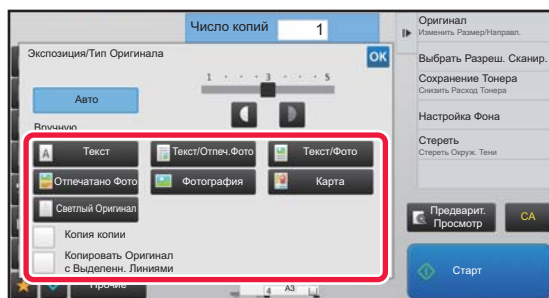 Число копий 1
Экспозиция/Тип Оригинала
OK
1 3 5
Авто
Вручную
Текст
Текст/Отпеч.Фото
Текст/Фото
Отпечатано Фото
Фотография
Карта
Светлый Оригинал
Копия копии
Копировать Оригинал
с Выделенн. Линиями
Прочие
4 A3
Оригинал
Изменить Размер/Направл.
Выбрать Разреш. Сканир.
Сохранение Тонера
Снизить Расход Тонера
Настройка Фона
Стереть
Стереть Окруж. Тени
Предварит.
Просмотр
CA
Старт